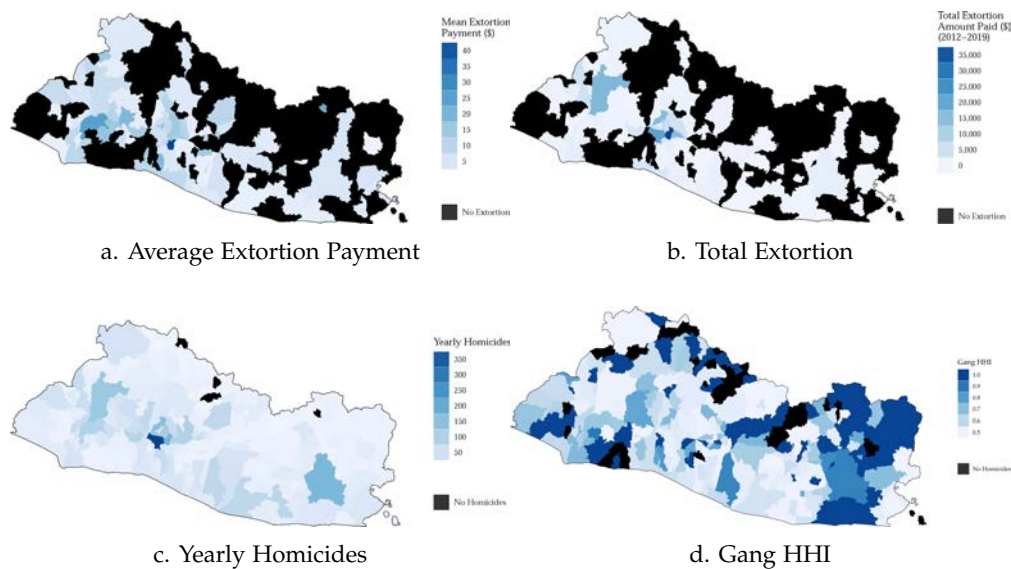 Mean Extortion
Payment ($)
40
35
30
25
20
15
10
5
No Extortion
Total Extortion
Amount Paid ($)
(2012–2019)
35,000
30,000
25,000
20,000
15,000
10,000
5,000
0
No Extortion
a. Average Extortion Payment
b. Total Extortion
Yearly Homicides
350
300
250
200
150
100
50
No Homicides
Gang HHI
1.0
0.9
0.8
0.7
0.6
0.5
No Homicides
c. Yearly Homicides
d. Gang HHI